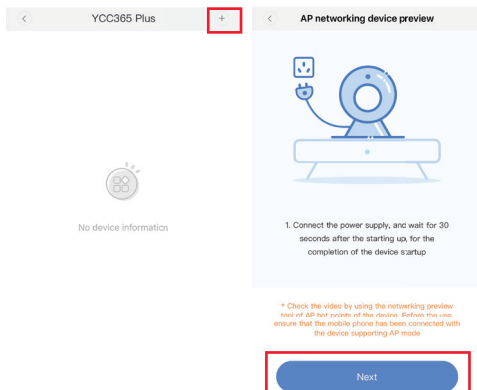 YCC365 Plus +
No device information
AP networking device preview
1. Connect the power supply, and wait for 30
seconds after the starting up, for the
completion of the device startup
* Check the video by using the networking preview
tool of AP hot points of the device. Before the use,
ensure that the mobile phone has been connected with
the device supporting AP mode
Next